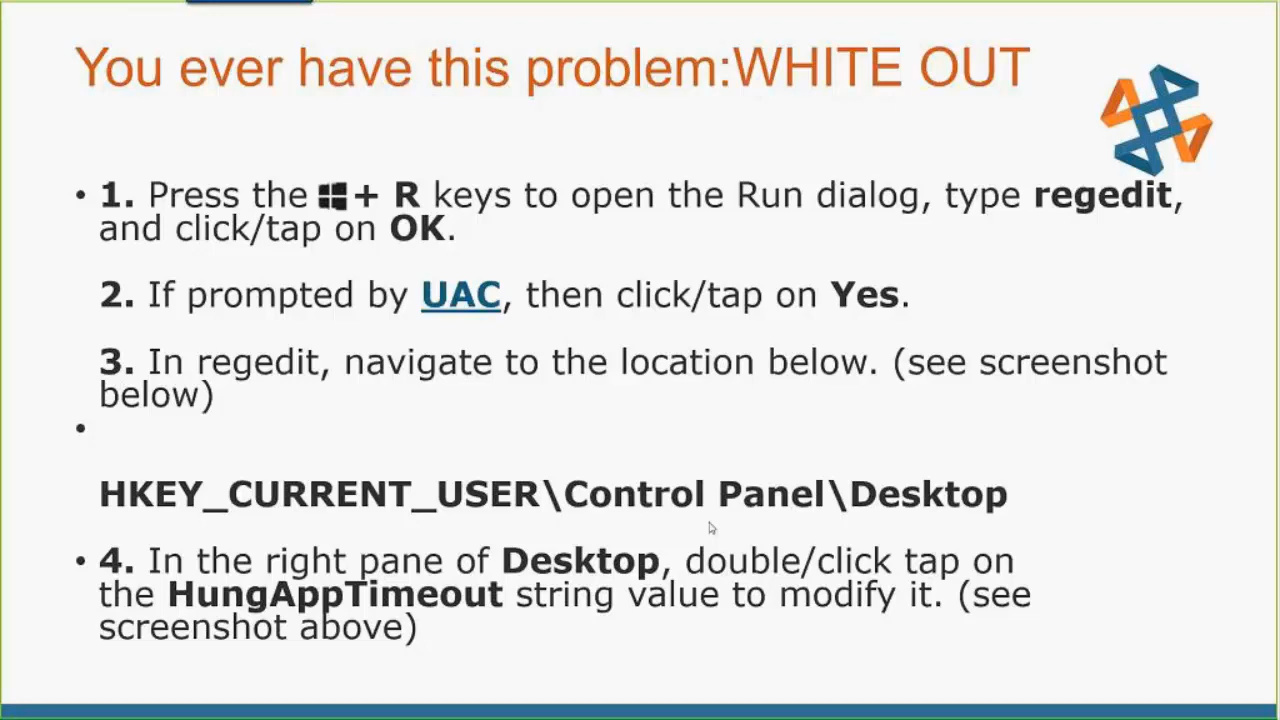 You ever have this problem:WHITE OUT
• 1. Press the + R keys to open the Run dialog, type regedit,
and click/tap on OK.
2. If prompted by UAC, then click/tap on Yes.
3. In regedit, navigate to the location below. (see screenshot
below)
•
HKEY_CURRENT_USER\Control Panel\Desktop
• 4. In the right pane of Desktop, double/click tap on
the HungAppTimeout string value to modify it. (see
screenshot above)